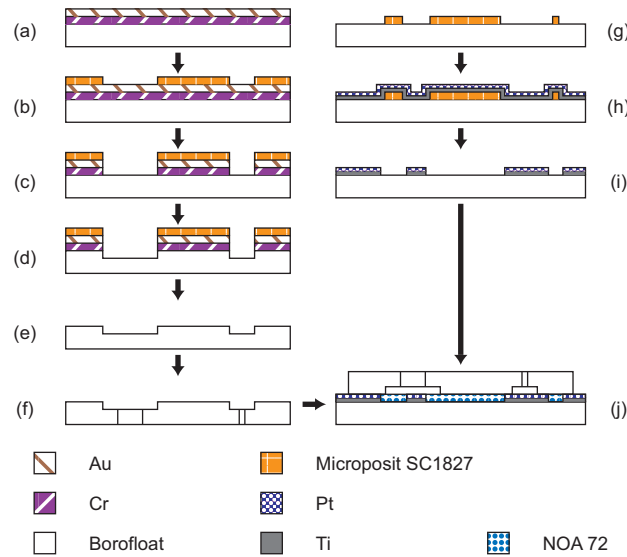 (a)
(g)
(b)
(h)
(c)
(i)
(d)
(e)
(f)
(j)
Au
Microposit SC1827
Cr
Pt
Borofloat
Ti
NOA 72